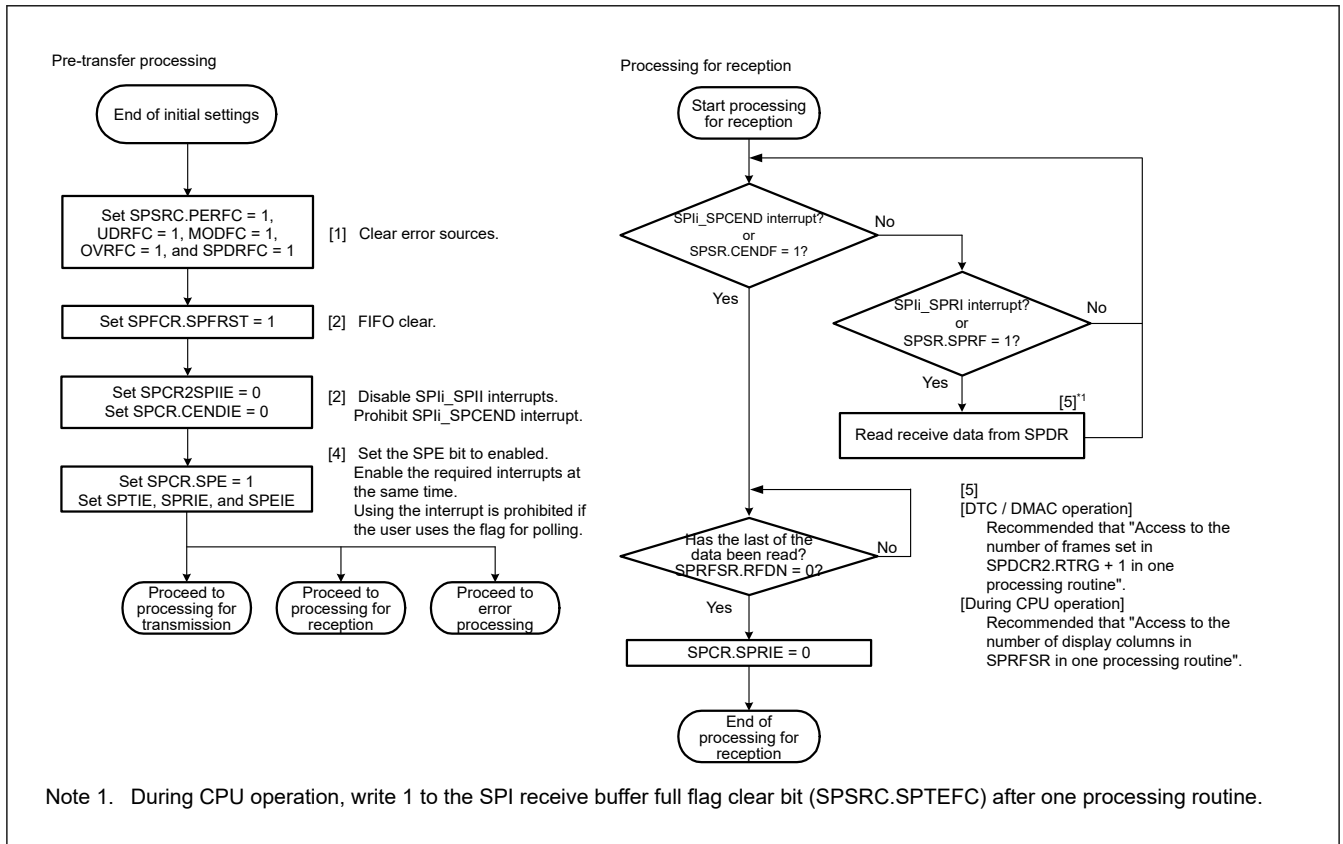 Pre-transfer processing
End of initial settings
Set SPSRC.PERFC = 1,
UDRFC = 1, MODFC = 1,
OVRFC = 1, and SPDRFC = 1
[1] Clear error sources.
Set SPFCR.SPFRST = 1
[2] FIFO clear.
Set SPCR2SPIIE = 0
Set SPCR.CENDIE = 0
[2] Disable SPIi_SPII interrupts.
Prohibit SPIi_SPCEND interrupt.
Set SPCR.SPE = 1
Set SPTIE, SPRIE, and SPEIE
[4] Set the SPE bit to enabled.
Enable the required interrupts at
the same time.
Using the interrupt is prohibited if
the user uses the flag for polling.
Proceed to
processing for
transmission
Proceed to
processing for
reception
Proceed to
error
processing
Processing for reception
Start processing
for reception
SPIi_SPCEND interrupt?
or
SPSR.CENDF = 1?
No
Yes
SPIi_SPRI interrupt?
or
SPSR.SPRF = 1?
No
Yes
[5]*1
Read receive data from SPDR
Has the last of the
data been read?
SPRFSR.RFDN = 0?
No
Yes
SPCR.SPRIE = 0
End of
processing for
reception
[5]
[DTC / DMAC operation]
Recommended that "Access to the
number of frames set in
SPDCR2.RTRG + 1 in one
processing routine".
[During CPU operation]
Recommended that "Access to the
number of display columns in
SPRFSR in one processing routine".
Note 1. During CPU operation, write 1 to the SPI receive buffer full flag clear bit (SPSRC.SPTEFC) after one processing routine.